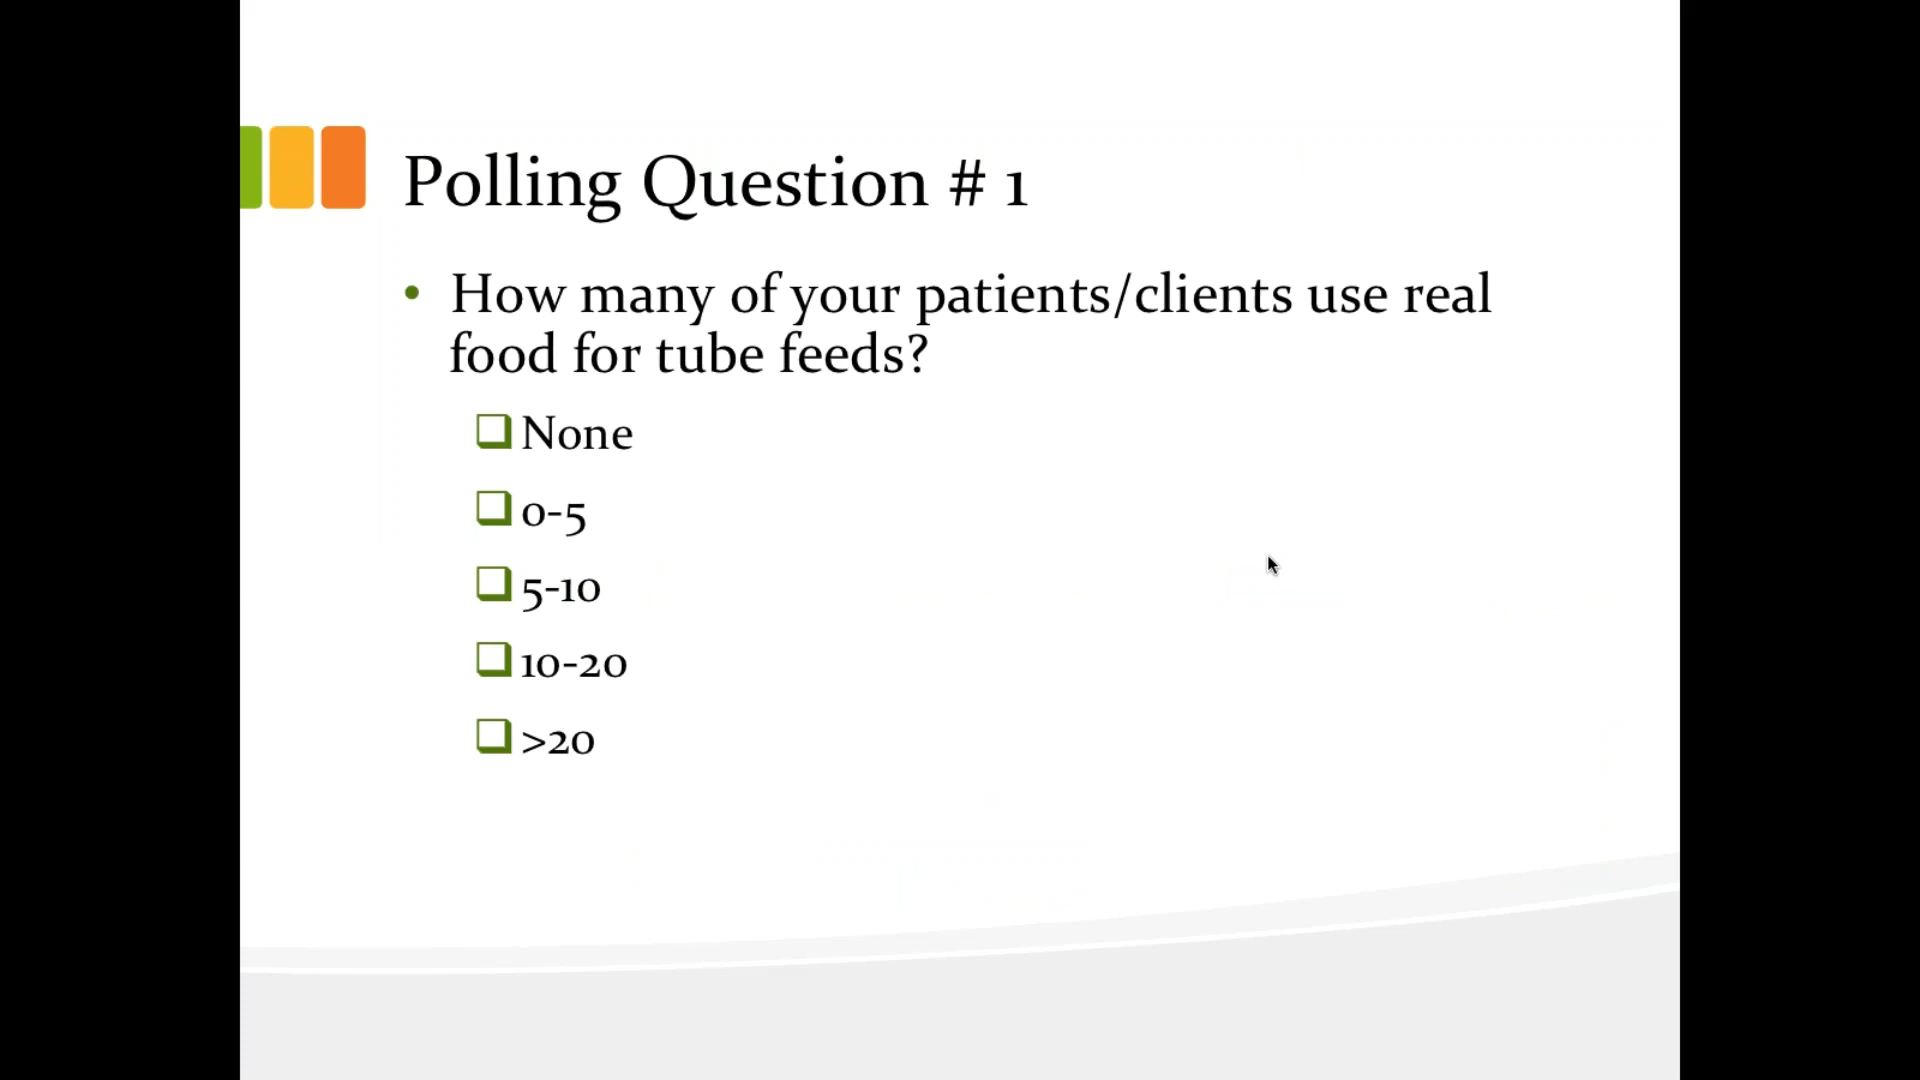 Polling Question # 1
• How many of your patients/clients use real
food for tube feeds?
❑ None
❑ 0-5
❑ 5-10
❑ 10-20
❑ >20